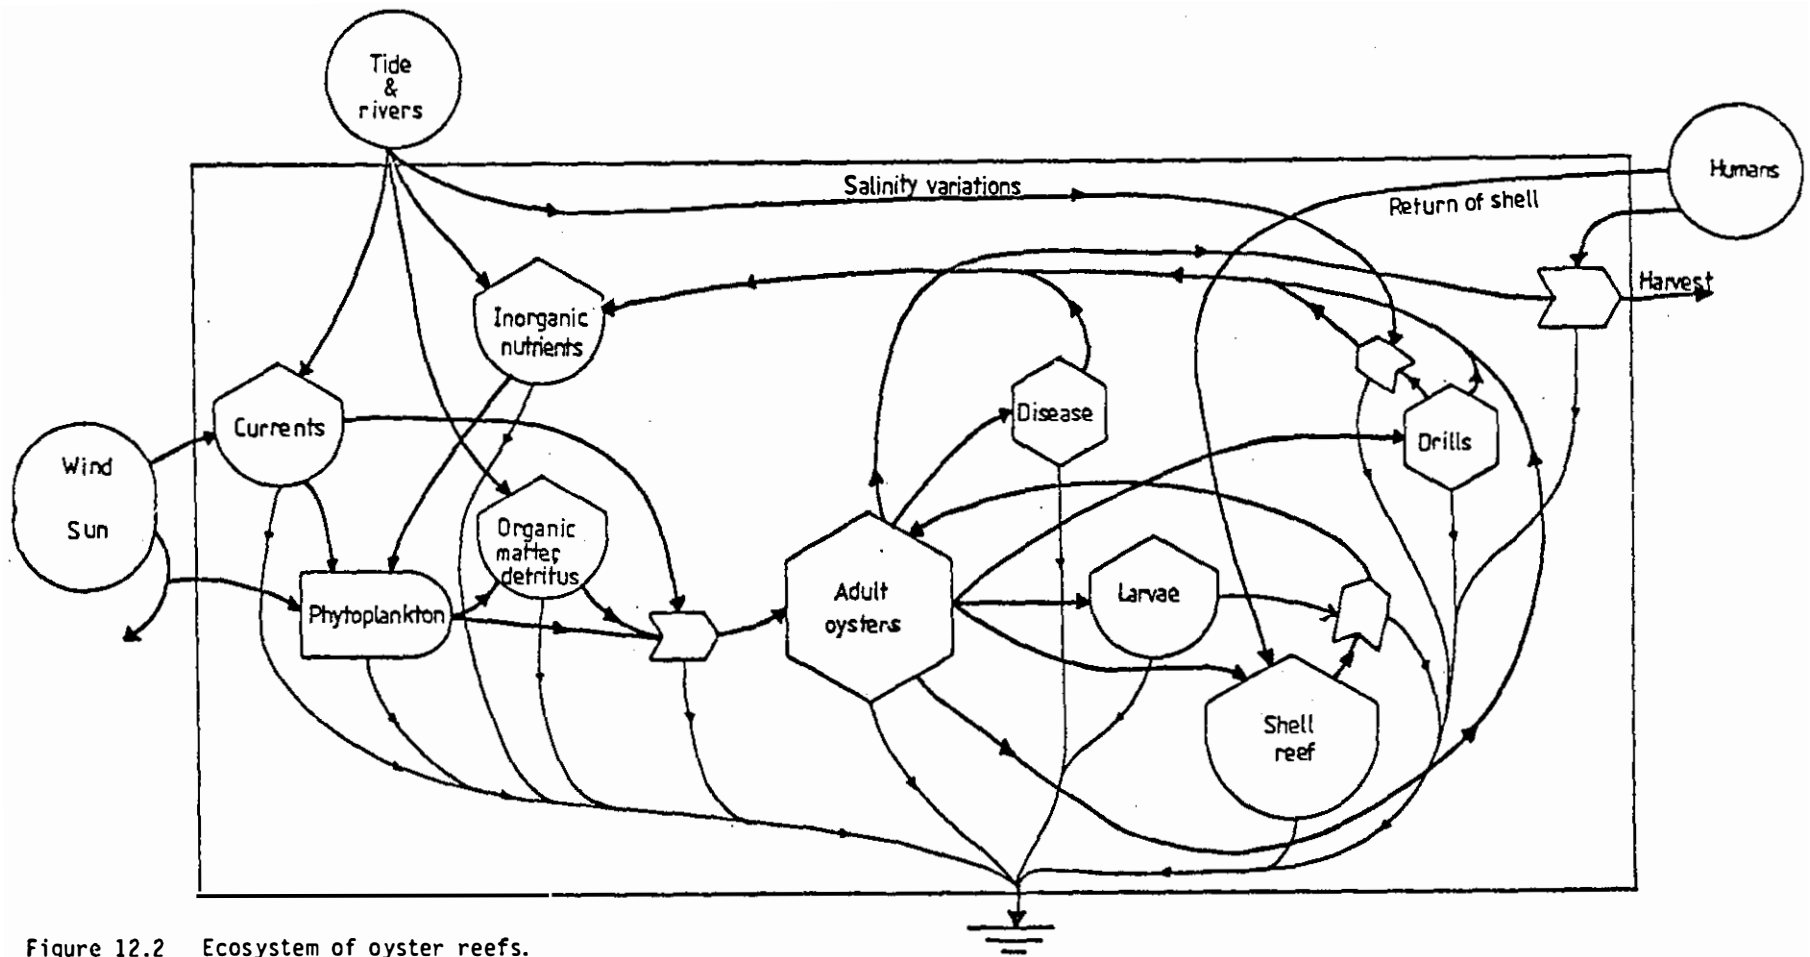 Tide
&
rivers
Humans
Salinity variations
Return of shell
Harvest
Inorganic
nutrients
Currents
Disease
Drills
Wind
Sun
Organic
matter,
detritus
Phytoplankton
Adult
oysters
Larvae
Shell
reef
Figure 12.2 Ecosystem of oyster reefs.